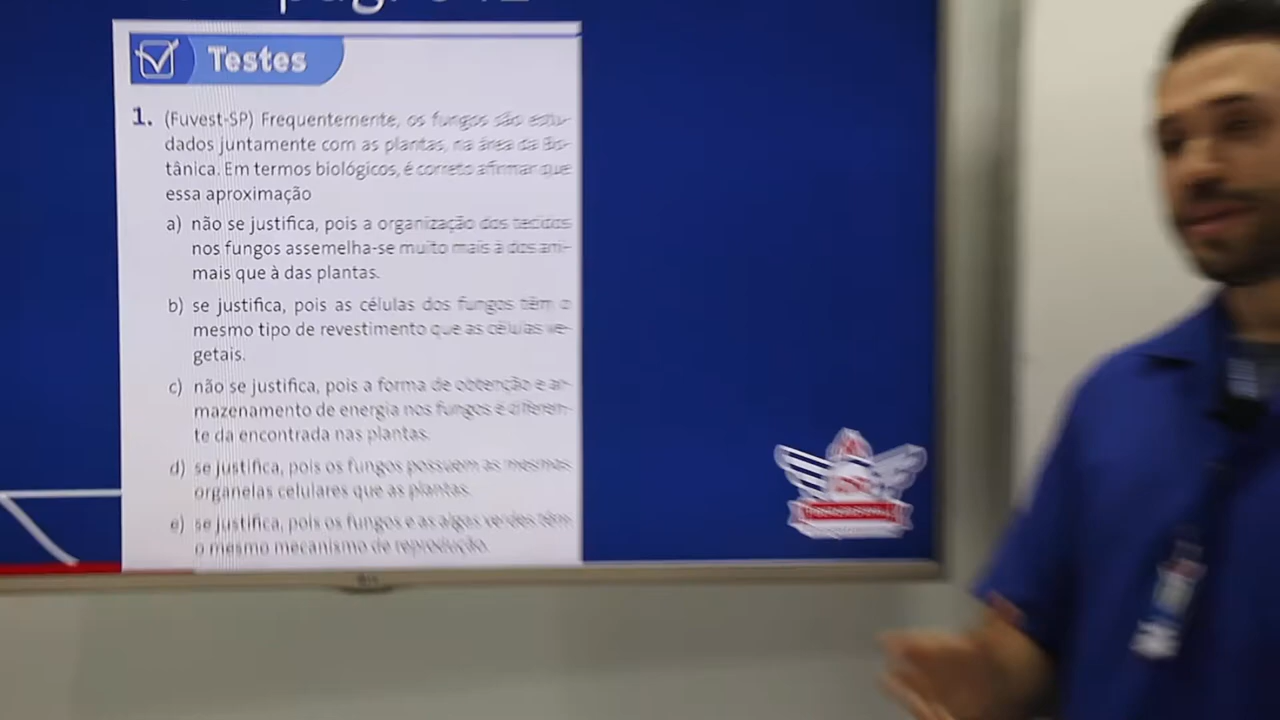 Testes
1. (Fuvest-SP) Frequentemente, os fungos são estu-
dados juntamente com as plantas, na área da Bo-
tânica. Em termos biológicos, é correto afirmar que
essa aproximação
a) não se justifica, pois a organização dos tecidos
nos fungos assemelha-se muito mais à dos ani-
mais que à das plantas.
b) se justifica, pois as células dos fungos têm o
mesmo tipo de revestimento que as células ve-
getais.
c) não se justifica, pois a forma de obtenção e ar-
mazenamento de energia nos fungos é diferen-
te da encontrada nas plantas.
d) se justifica, pois os fungos possuem as mesmas
organelas celulares que as plantas.
e) se justifica, pois os fungos e as algas verdes têm
o mesmo mecanismo de reprodução.